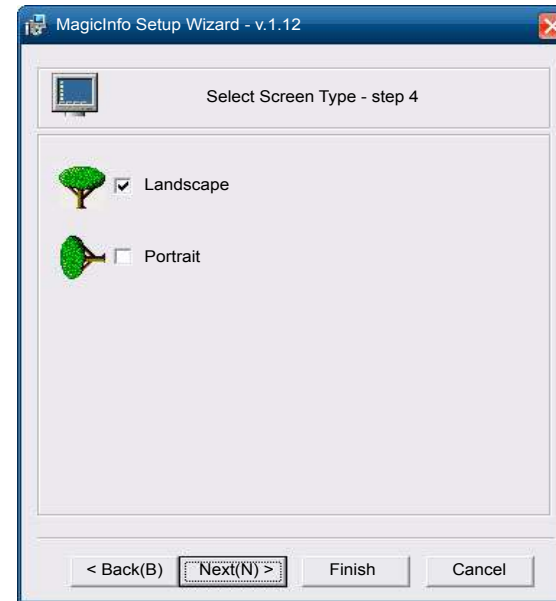 MagicInfo Setup Wizard - v.1.12
Select Screen Type - step 4
Landscape
Portrait
< Back(B) Next(N) > Finish Cancel